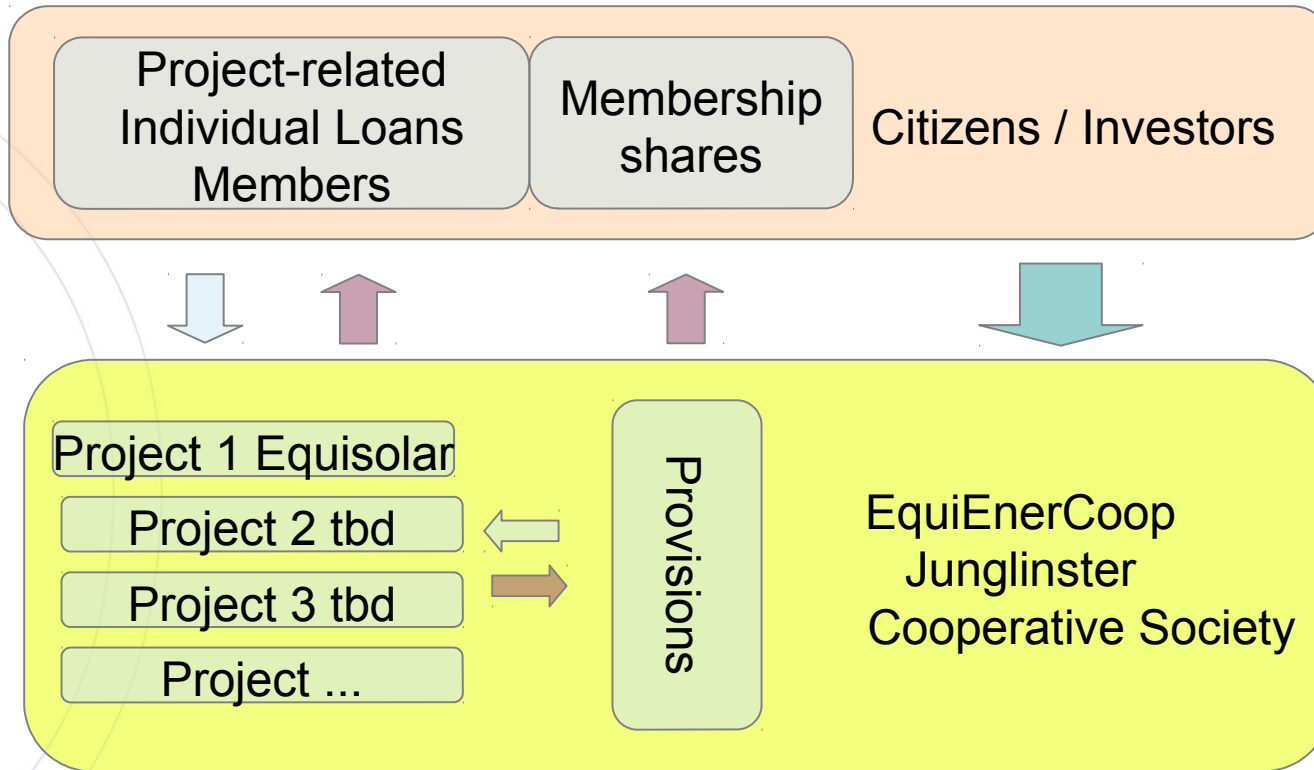 Project-related
Individual Loans
Members
Membership
shares
Citizens / Investors
Project 1 Equisolar
Project 2 tbd
Project 3 tbd
Project ...
Provisions
EquiEnerCoop
Junglinster
Cooperative Society